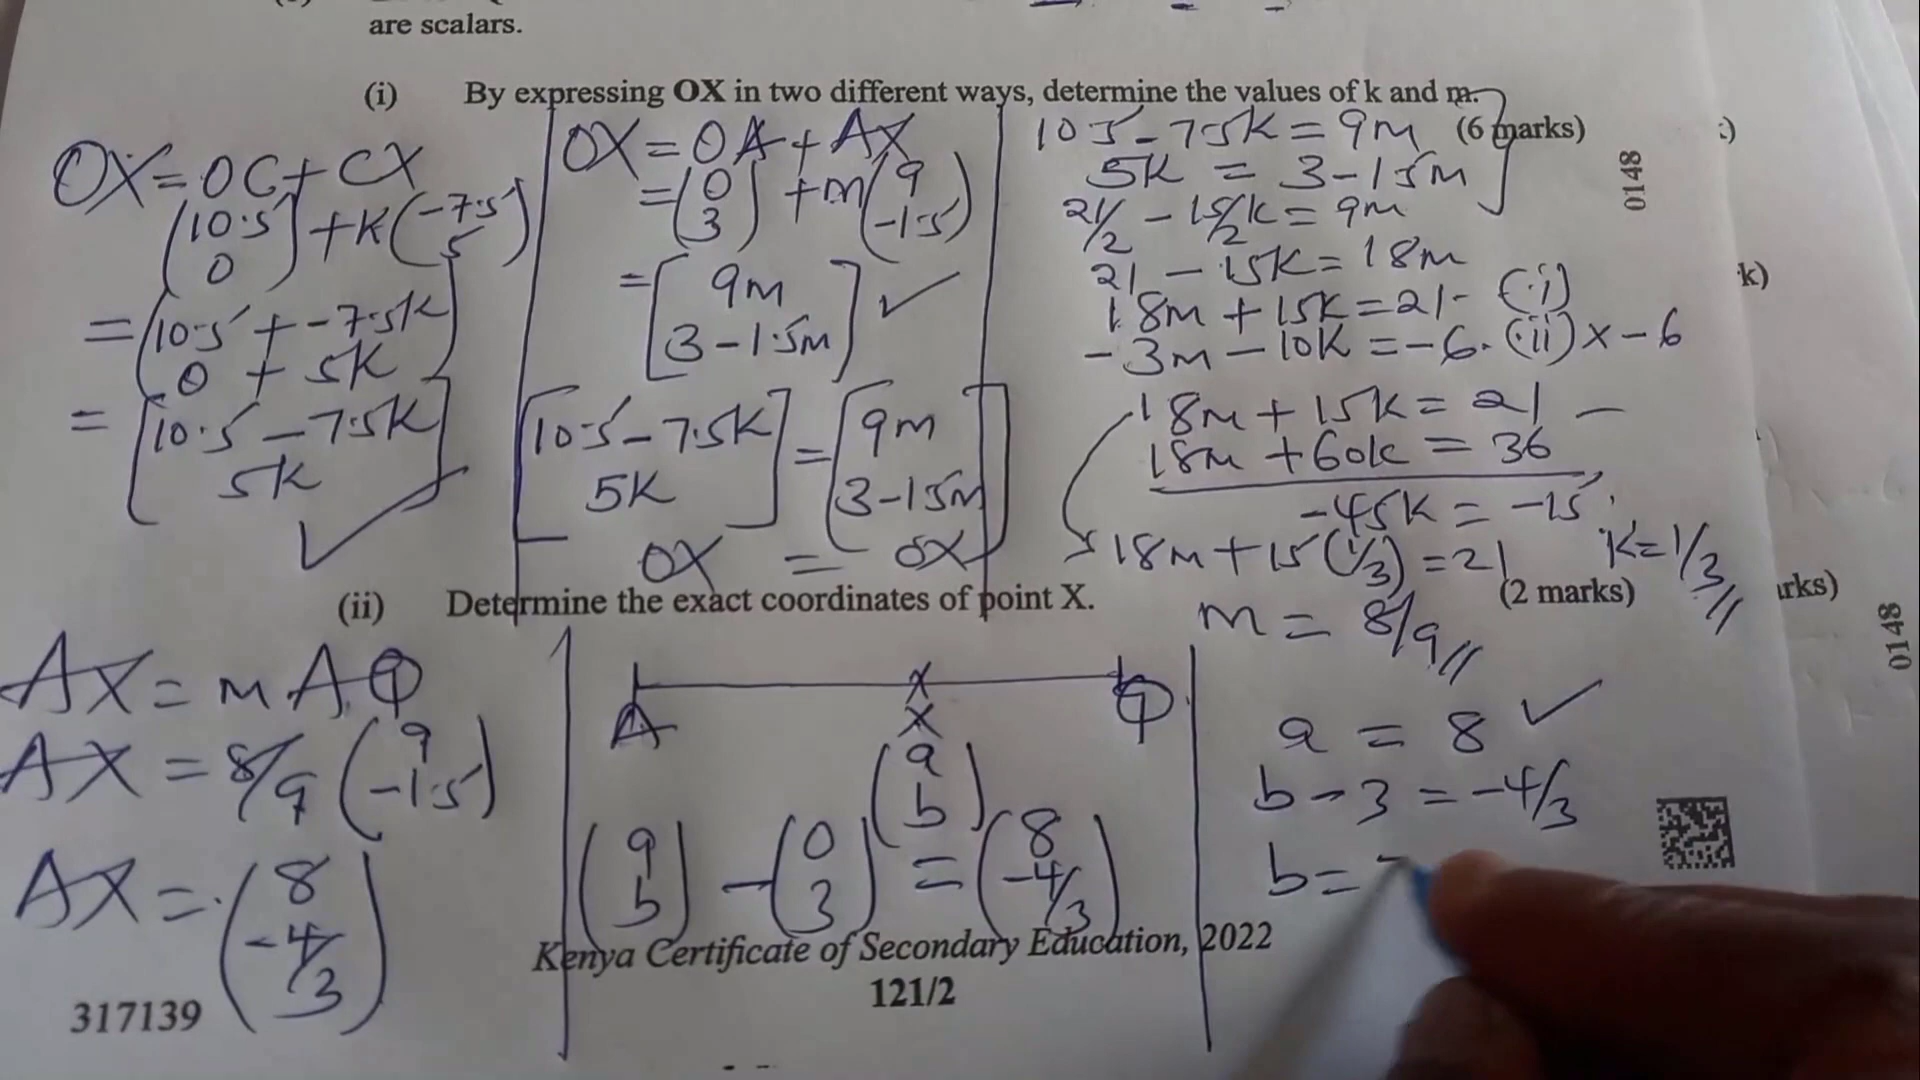 are scalars.
(i) By expressing OX in two different ways, determine the values of k and m.
(6 marks)
OX = OC + CX
(10.5 0) + K(-7.5 5)
= (10.5 + -7.5K 0 + 5K)
= [10.5 - 7.5K 5K]
OX = OA + AX
= (0 3) + m(9 -1.5)
= [9m 3 - 1.5m]
[10.5 - 7.5K 5K] = [9m 3 - 1.5m]
OX = OX
10.5 - 7.5K = 9m
5K = 3 - 1.5m
21/2 - 15/2 K = 9m
21 - 15K = 18m
18m + 15K = 21 - (i)
-3m - 10K = -6. (ii) x -6
18m + 15K = 21 -
18m + 60K = 36
-45K = -15
18m + 15(1/3) = 21
K = 1/3
(2 marks)
m = 8/9
(ii) Determine the exact coordinates of point X.
AX = mAQ
AX = 8/9 (9 -1.5)
AX = (8 -4/3)
A X Q
X
(a b)
(a b) - (0 3) = (8 -4/3)
a = 8
b - 3 = -4/3
b =
Kenya Certificate of Secondary Education, 2022
121/2
317139
0148
:)
k)
rks)
0148